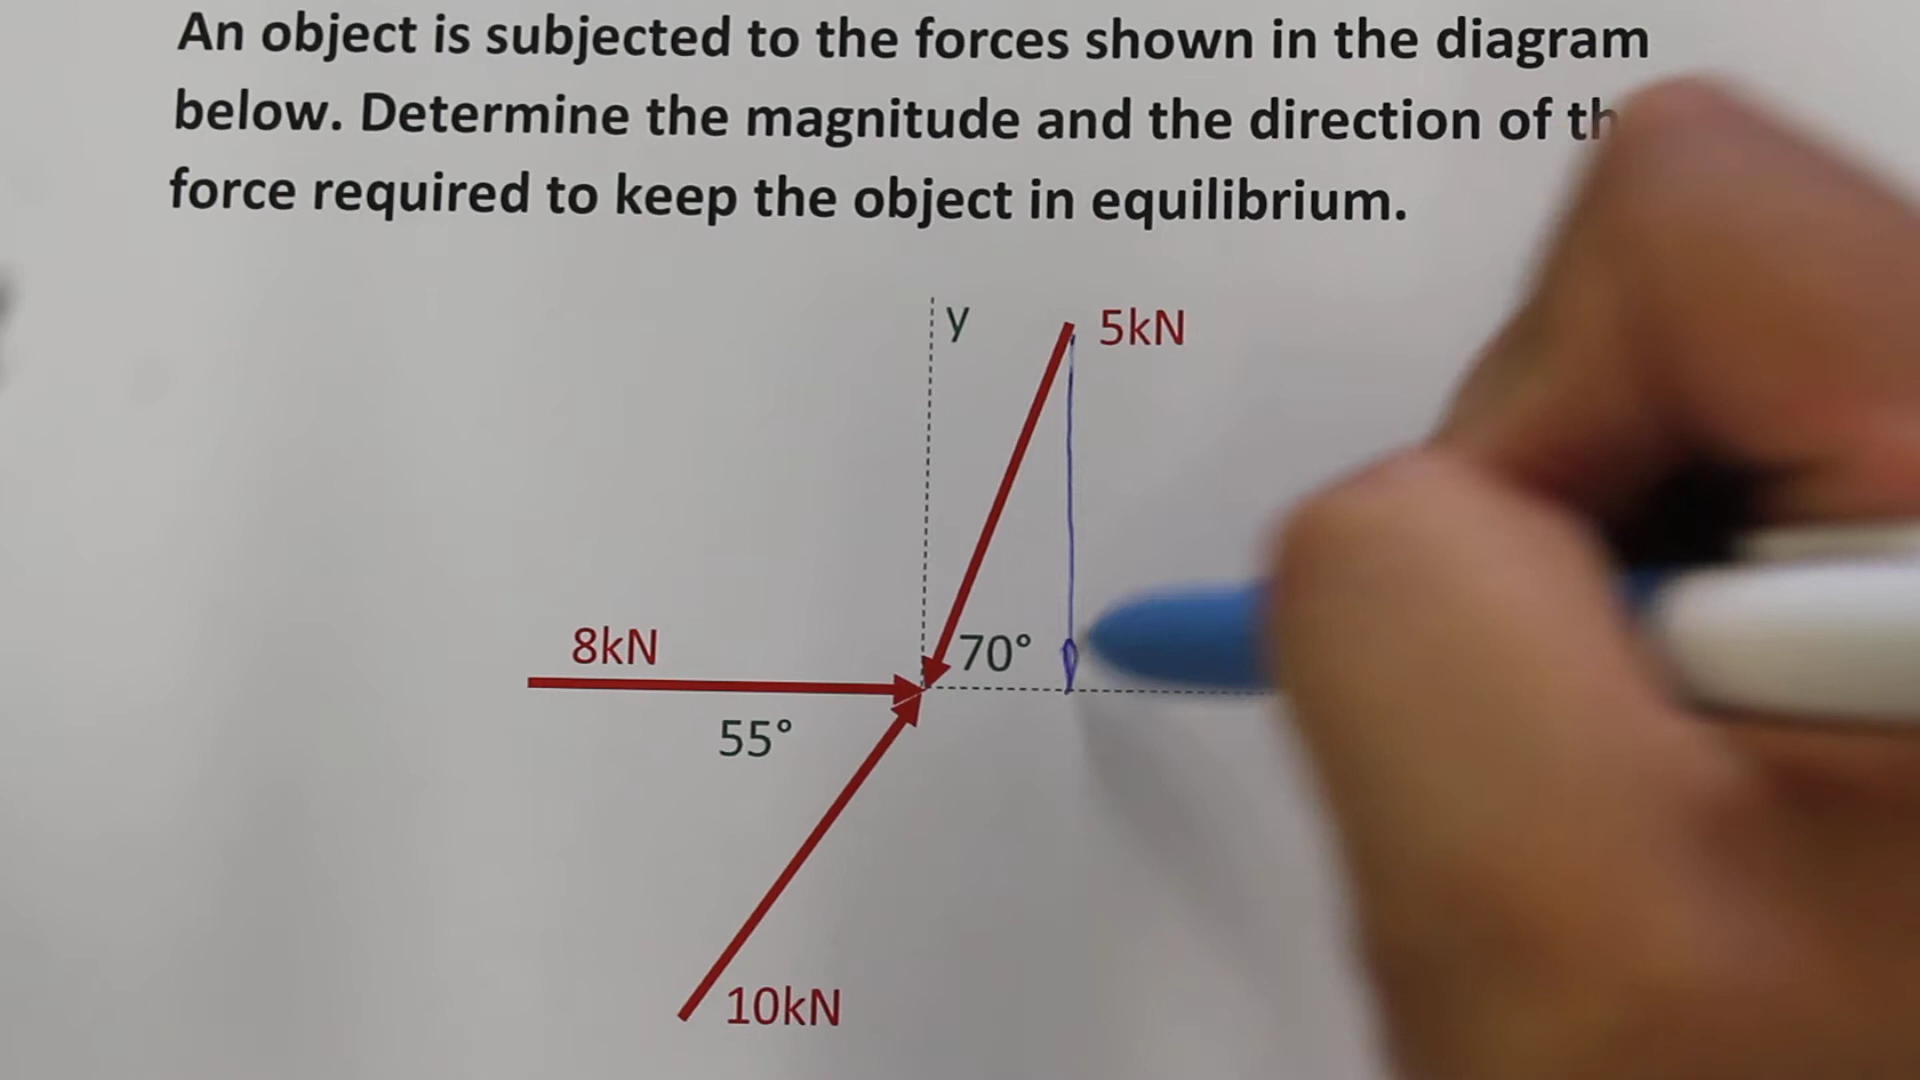 An object is subjected to the forces shown in the diagram
below. Determine the magnitude and the direction of
force required to keep the object in equilibrium.
y
5kN
8kN
70°
55°
10kN